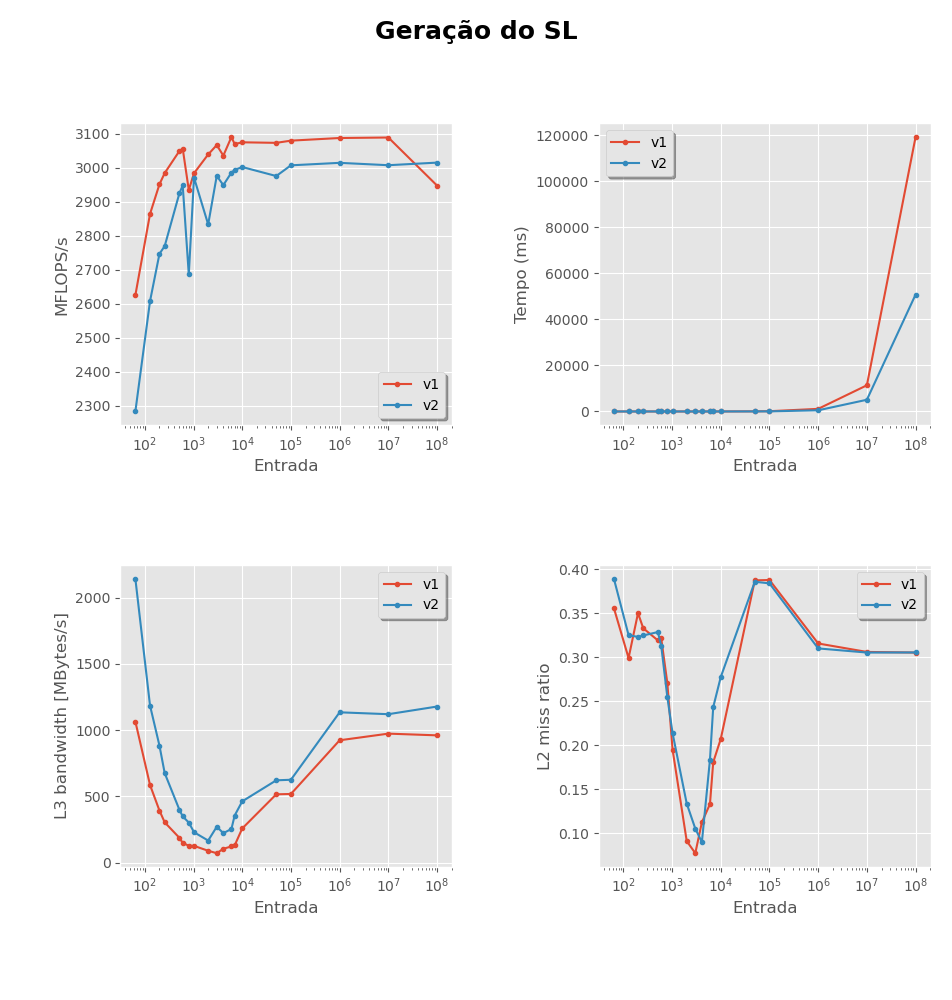 Geração do SL
3100
3000
2900
2800
2700
2600
2500
2400
2300
MFLOPS/s
v1
v2
10² 10³ 10⁴ 10⁵ 10⁶ 10⁷ 10⁸
Entrada
120000
100000
80000
60000
40000
20000
0
Tempo (ms)
v1
v2
10² 10³ 10⁴ 10⁵ 10⁶ 10⁷ 10⁸
Entrada
2000
1500
1000
500
0
L3 bandwidth [MBytes/s]
v1
v2
10² 10³ 10⁴ 10⁵ 10⁶ 10⁷ 10⁸
Entrada
0.40
0.35
0.30
0.25
0.20
0.15
0.10
L2 miss ratio
v1
v2
10² 10³ 10⁴ 10⁵ 10⁶ 10⁷ 10⁸
Entrada